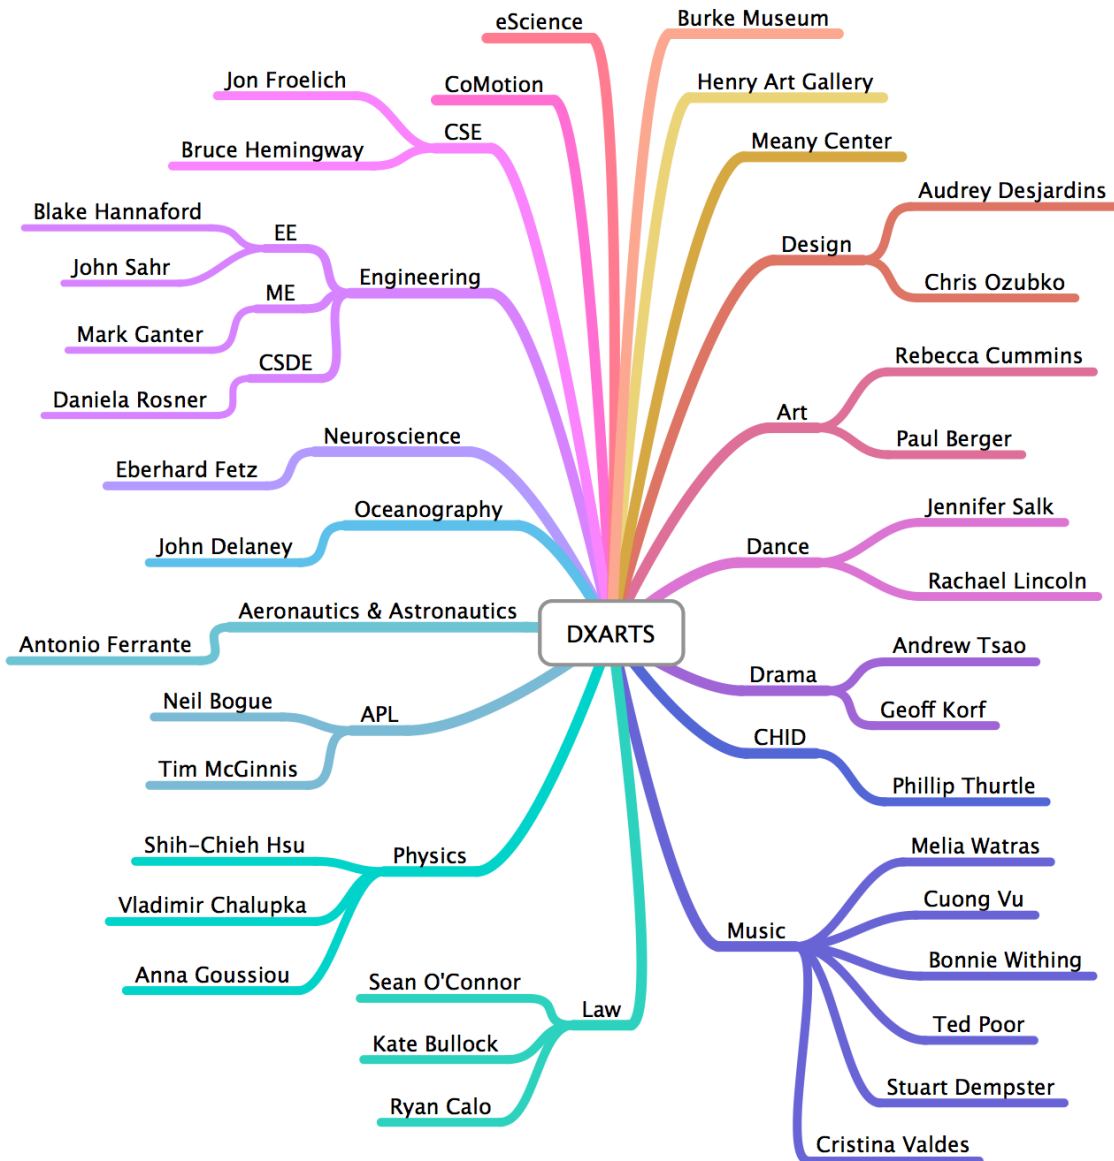 eScience
Burke Museum
Jon Froelich
CoMotion
Henry Art Gallery
CSE
Bruce Hemingway
Meany Center
Audrey Desjardins
Blake Hannaford
EE
Design
John Sahr
Engineering
Chris Ozubko
ME
Mark Ganter
CSDE
Rebecca Cummins
Daniela Rosner
Art
Neuroscience
Paul Berger
Eberhard Fetz
Oceanography
Jennifer Salk
John Delaney
Dance
Rachael Lincoln
Aeronautics & Astronautics
DXARTS
Antonio Ferrante
Andrew Tsao
Drama
Neil Bogue
APL
Geoff Korf
CHID
Tim McGinnis
Phillip Thurtle
Shih-Chieh Hsu
Physics
Melia Watras
Vladimir Chalupka
Cuong Vu
Music
Anna Goussiou
Bonnie Withing
Sean O'Connor
Law
Ted Poor
Kate Bullock
Stuart Dempster
Ryan Calo
Cristina Valdes